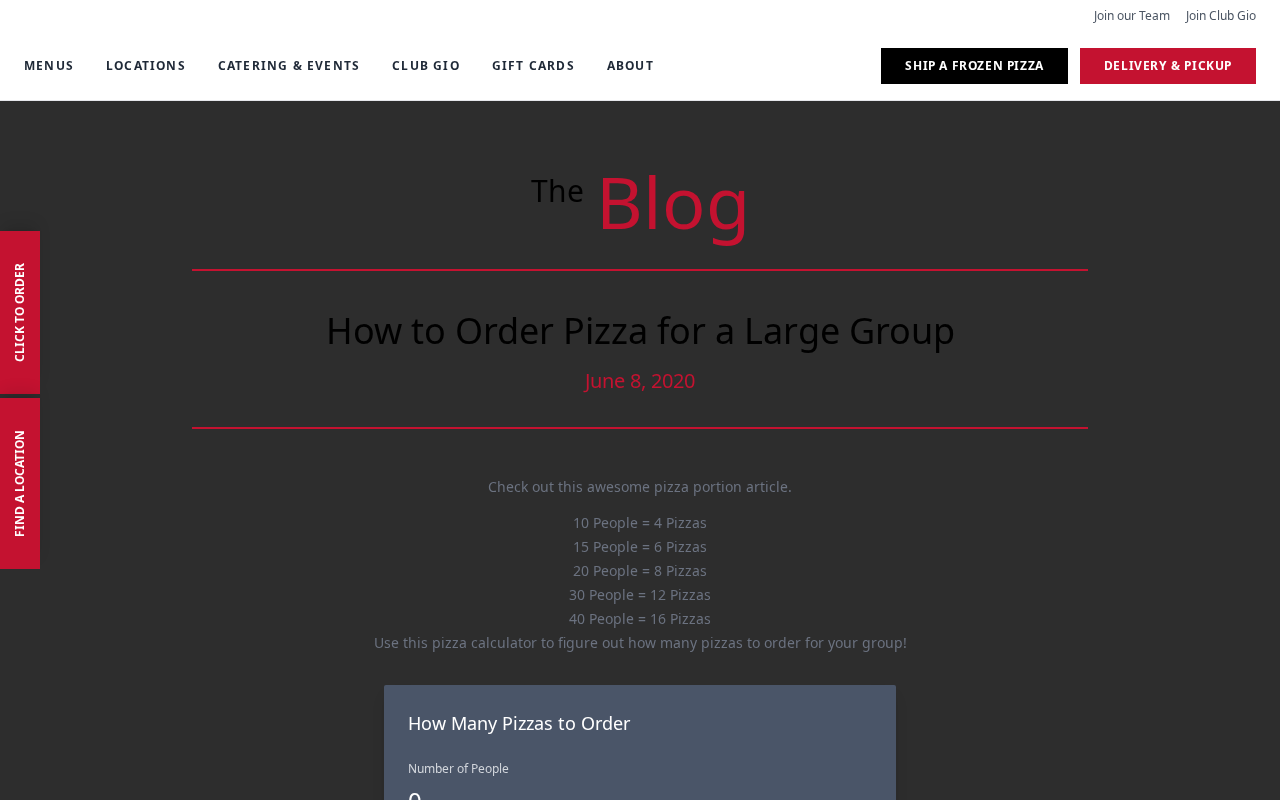 Join our Team Join Club Gio
MENUS LOCATIONS CATERING & EVENTS CLUB GIO GIFT CARDS ABOUT SHIP A FROZEN PIZZA DELIVERY & PICKUP
The Blog
CLICK TO ORDER
How to Order Pizza for a Large Group
June 8, 2020
FIND A LOCATION
Check out this awesome pizza portion article.
10 People = 4 Pizzas
15 People = 6 Pizzas
20 People = 8 Pizzas
30 People = 12 Pizzas
40 People = 16 Pizzas
Use this pizza calculator to figure out how many pizzas to order for your group!
How Many Pizzas to Order
Number of People
0